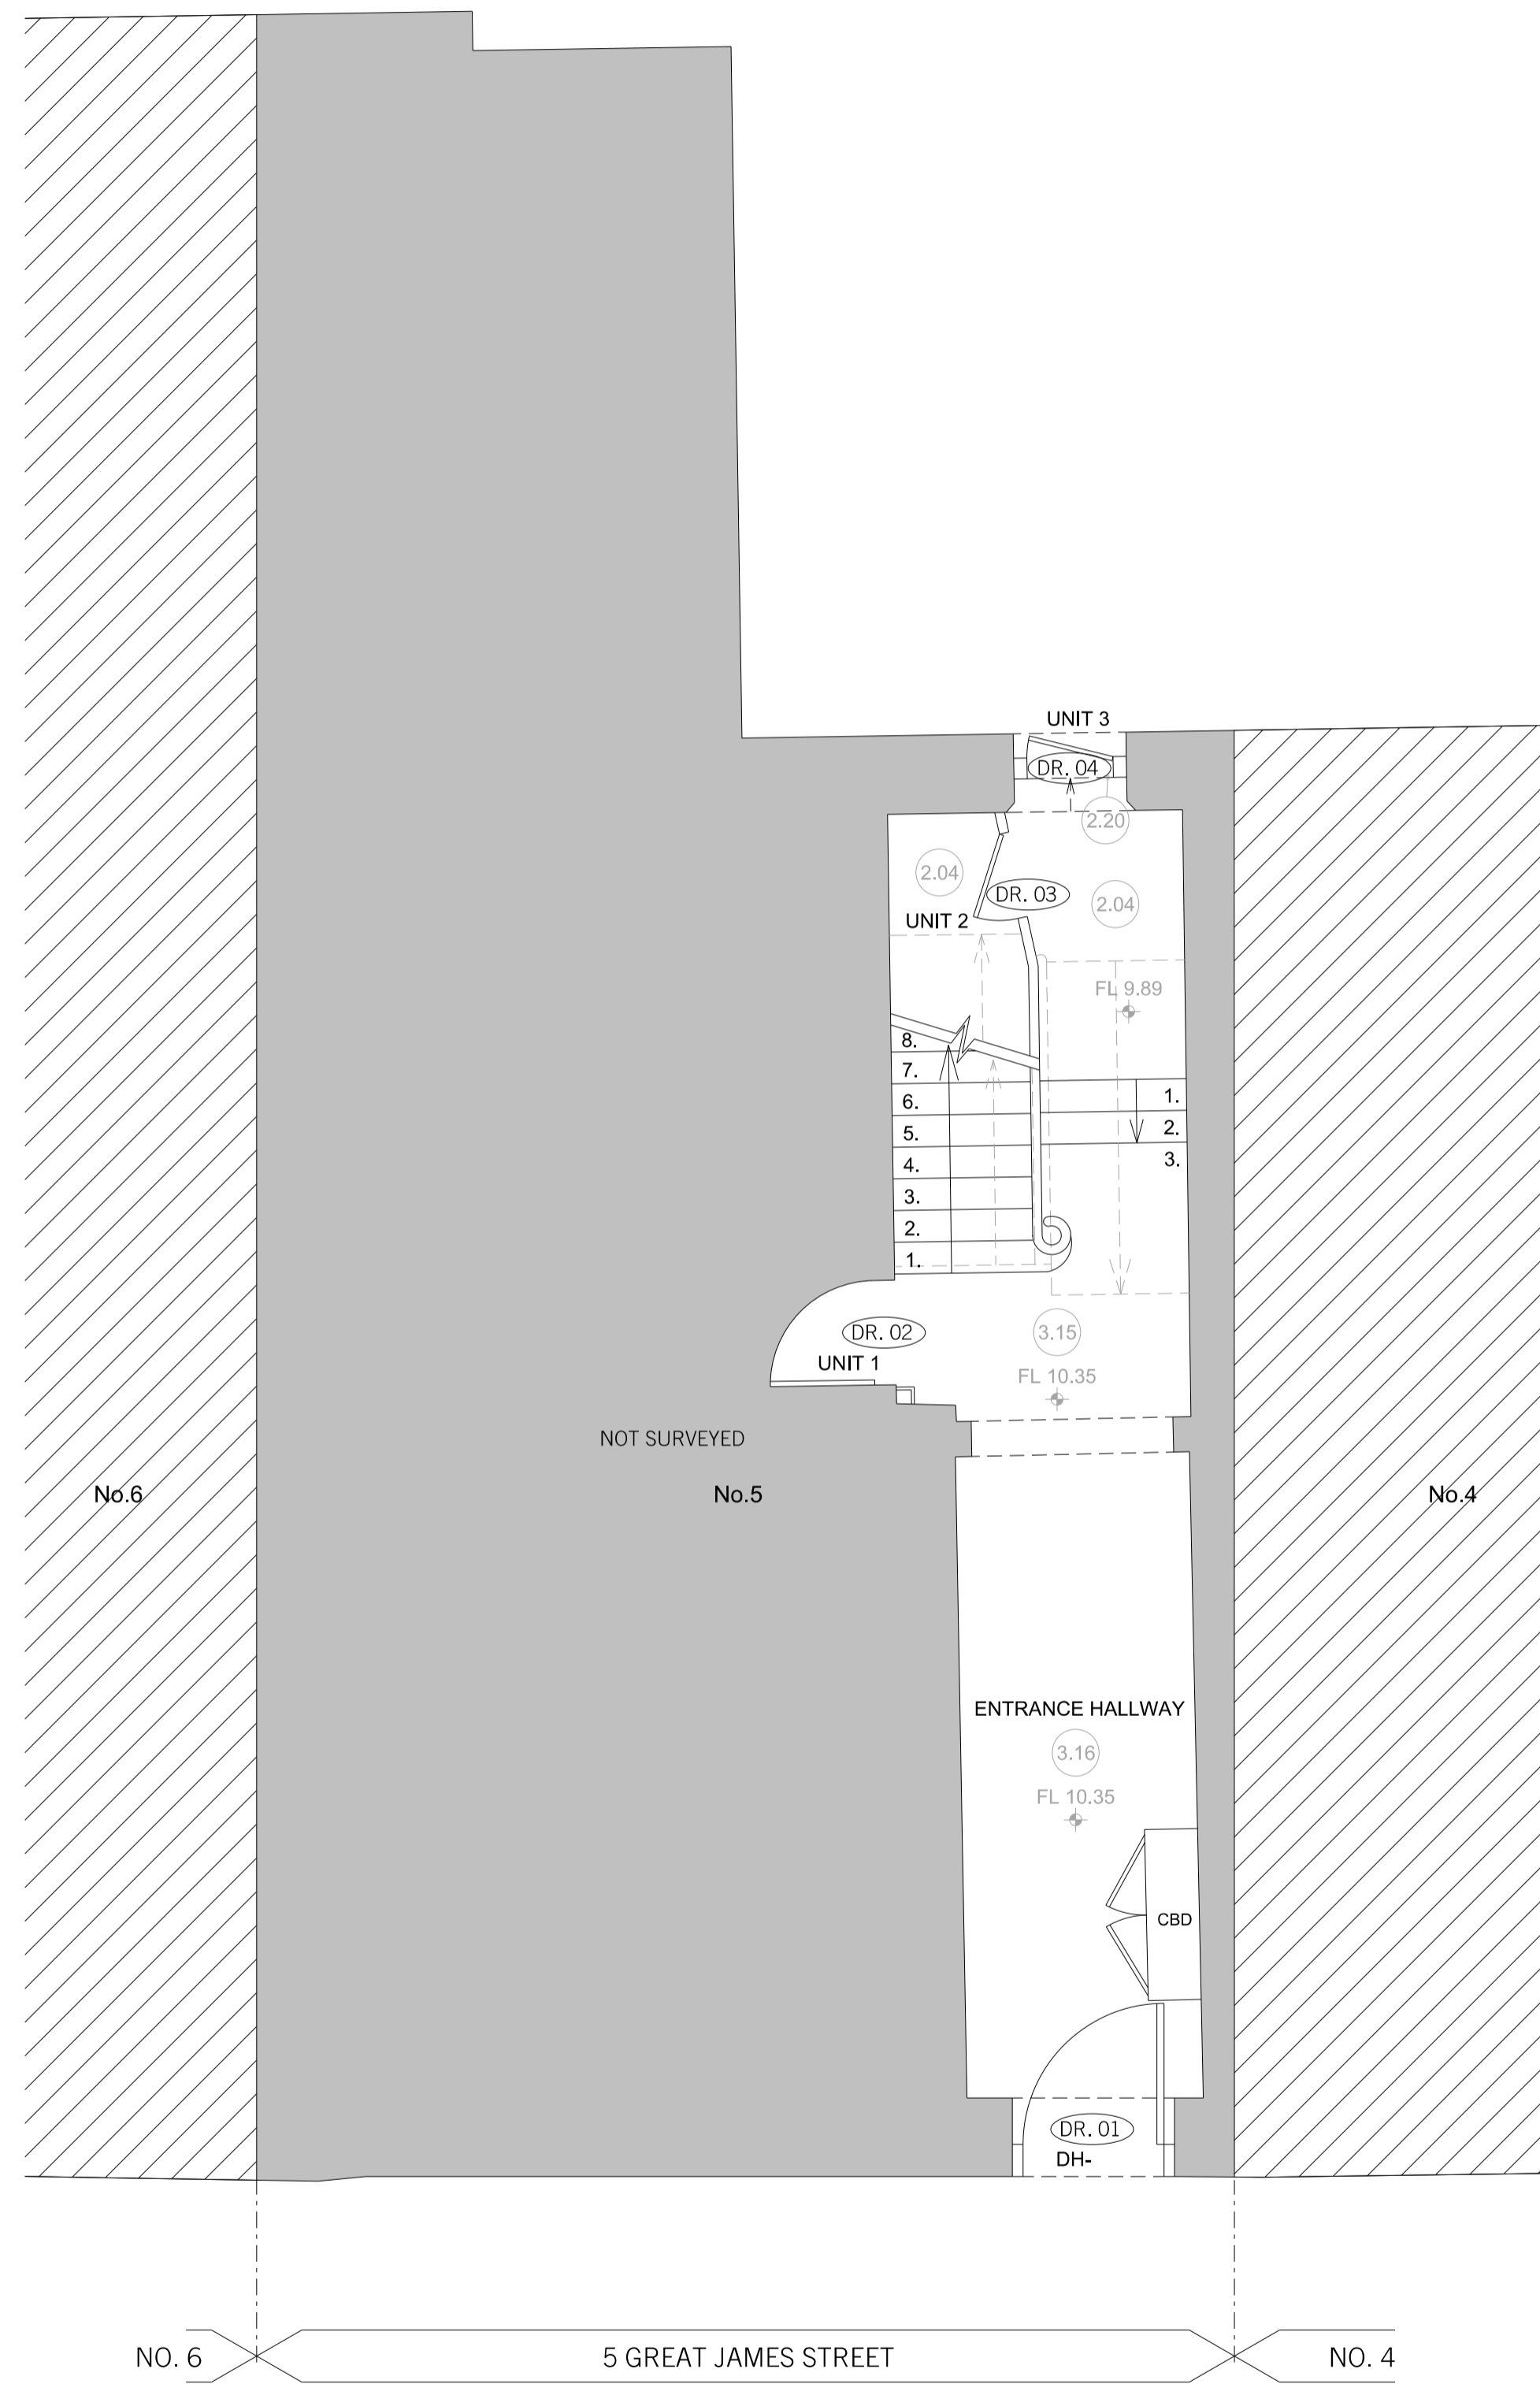 UNIT 3
DR. 04
2.20
2.04
DR. 03
2.04
UNIT 2
FL 9.89
8.
7.
6.
5.
4.
3.
2.
1.
1.
2.
3.
DR. 02
3.15
UNIT 1
FL 10.35
NOT SURVEYED
No.6
No.5
No.4
ENTRANCE HALLWAY
3.16
FL 10.35
CBD
DR. 01
DH-
NO. 6
5 GREAT JAMES STREET
NO. 4